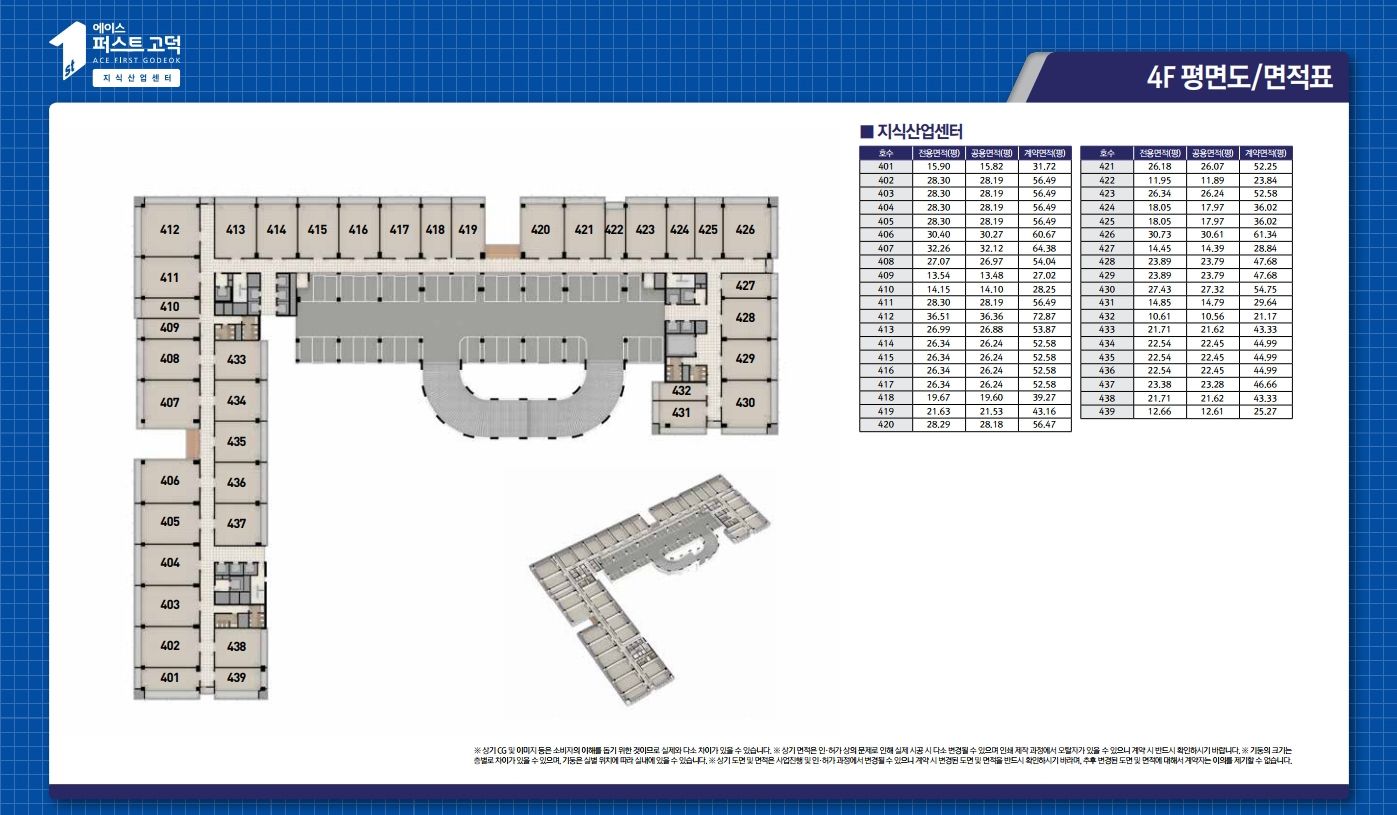 에이스
퍼스트 고덕
ACE FIRST GODEOK
지식산업센터
1st
4F 평면도/면적표
■ 지식산업센터
호수 전용면적(평) 공용면적(평) 계약면적(평)
401 15.90 15.82 31.72
402 28.30 28.19 56.49
403 28.30 28.19 56.49
404 28.30 28.19 56.49
405 28.30 28.19 56.49
406 30.40 30.27 60.67
407 32.26 32.12 64.38
408 27.07 26.97 54.04
409 13.54 13.48 27.02
410 14.15 14.10 28.25
411 28.30 28.19 56.49
412 36.51 36.36 72.87
413 26.99 26.88 53.87
414 26.34 26.24 52.58
415 26.34 26.24 52.58
416 26.34 26.24 52.58
417 26.34 26.24 52.58
418 19.67 19.60 39.27
419 21.63 21.53 43.16
420 28.29 28.18 56.47
호수 전용면적(평) 공용면적(평) 계약면적(평)
421 26.18 26.07 52.25
422 11.95 11.89 23.84
423 26.34 26.24 52.58
424 18.05 17.97 36.02
425 18.05 17.97 36.02
426 30.73 30.61 61.34
427 14.45 14.39 28.84
428 23.89 23.79 47.68
429 23.89 23.79 47.68
430 27.43 27.32 54.75
431 14.85 14.79 29.64
432 10.61 10.56 21.17
433 21.71 21.62 43.33
434 22.54 22.45 44.99
435 22.54 22.45 44.99
436 22.54 22.45 44.99
437 23.38 23.28 46.66
438 21.71 21.62 43.33
439 12.66 12.61 25.27
412 413 414 415 416 417 418 419 420 421 422 423 424 425 426
411
427
410
428
409
408 433 429
407 434 432 430
431
435
406 436
405 437
404
403
402 438
401 439
※ 상기 CG 및 이미지 등은 소비자의 이해를 돕기 위한 것이므로 실제와 다소 차이가 있을 수 있습니다. ※ 상기 면적은 인·허가 상의 문제로 인해 실제 시공 시 다소 변경될 수 있으며 인쇄 제작 과정에서 오탈자가 있을 수 있으니 계약 시 반드시 확인하시기 바랍니다. ※ 기둥의 크기는
층별로 차이가 있을 수 있으며, 기둥은 실별 위치에 따라 실내에 있을 수 있습니다. ※ 상기 도면 및 면적은 사업진행 및 인·허가 과정에서 변경될 수 있으니 계약 시 변경된 도면 및 면적을 반드시 확인하시기 바라며, 추후 변경된 도면 및 면적에 대해서 계약자는 이의를 제기할 수 없습니다.